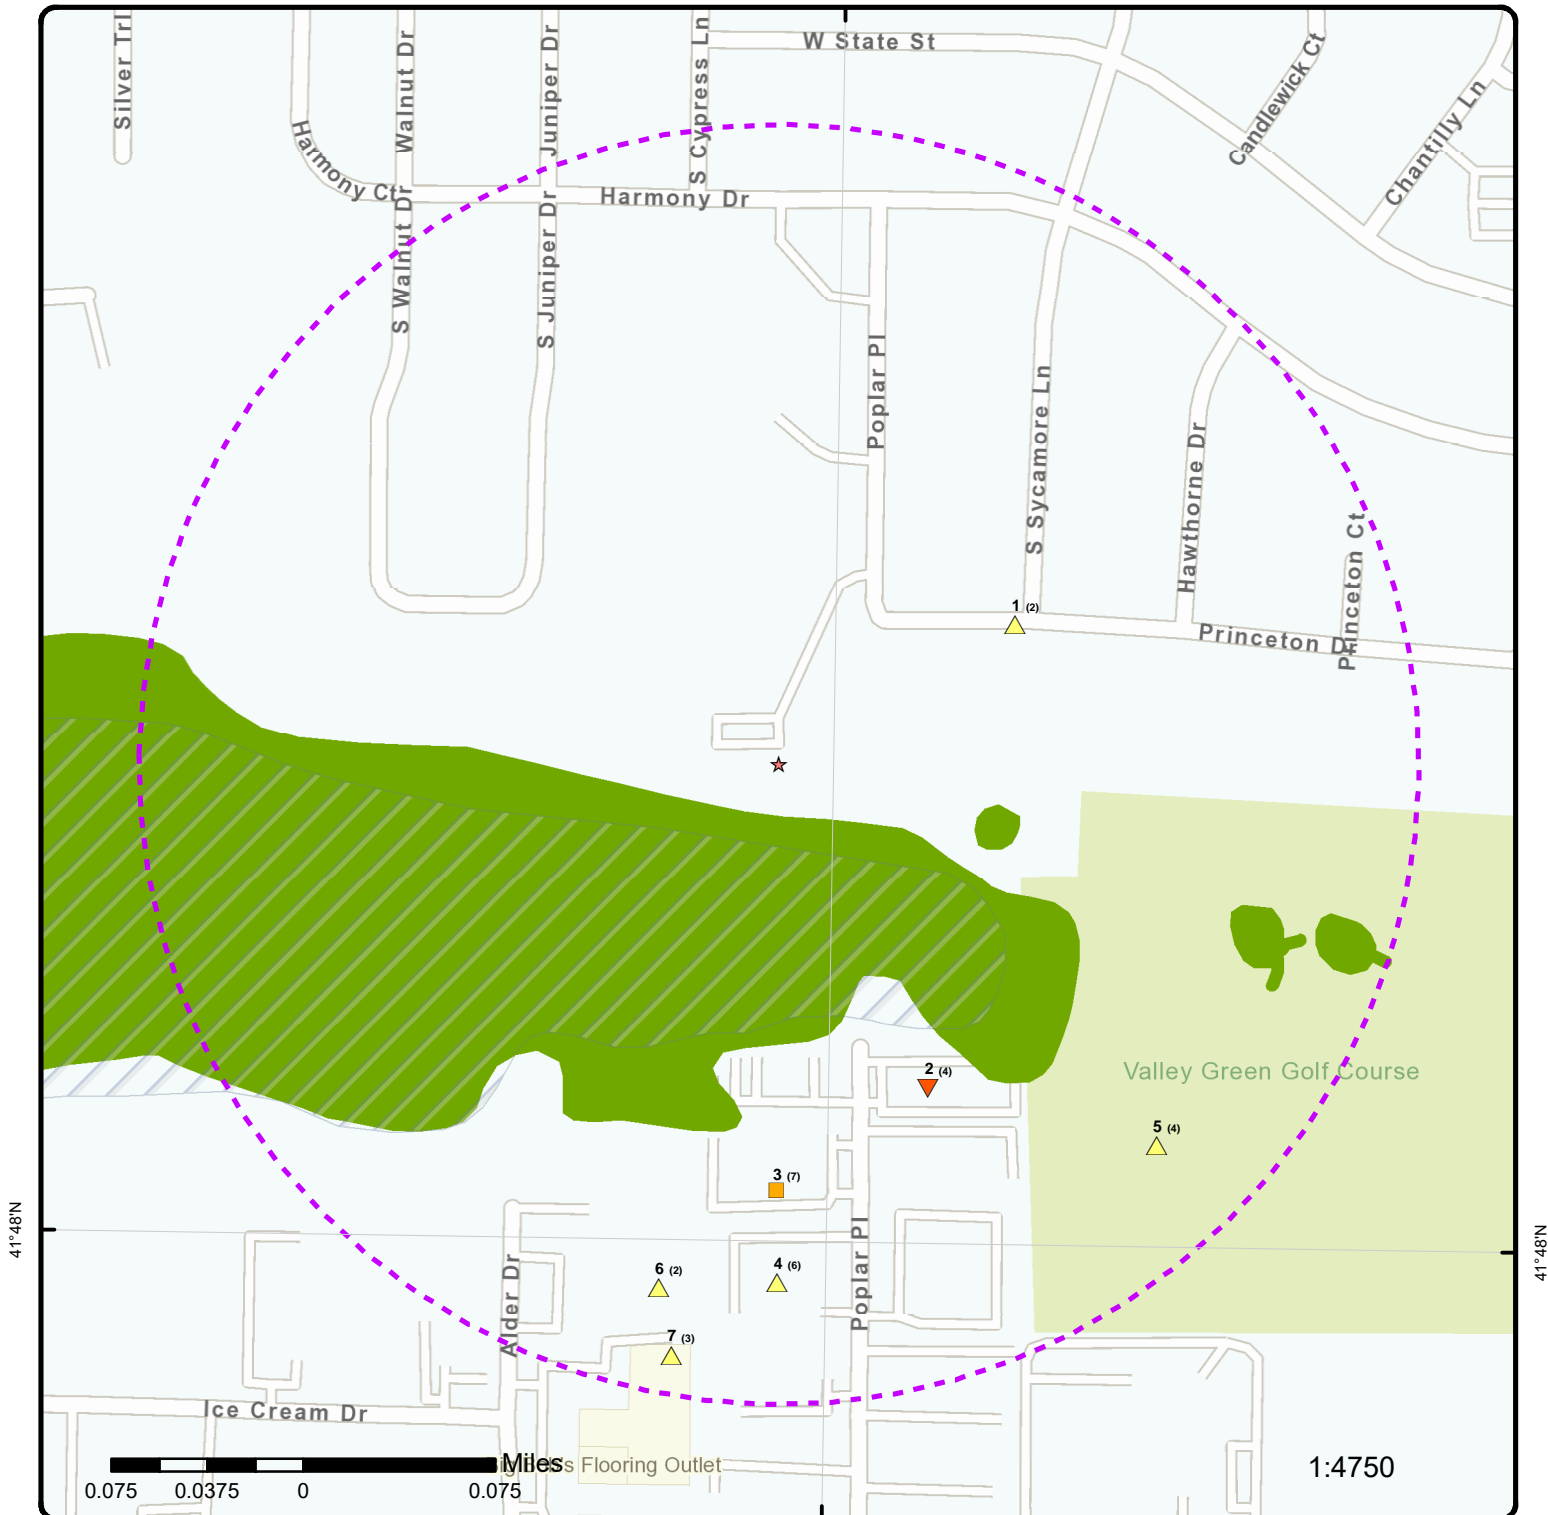 Silver Trl
Walnut Dr
Juniper Dr
S Cypress Ln
W State St
Candlewick Ct
Chantilly Ln
Harmony Ct
Harmony Dr
S Walnut Dr
S Juniper Dr
Poplar Pl
S Sycamore Ln
Hawthorne Dr
Princeton Ct
1 (2)
Princeton Dr
2 (4)
Valley Green Golf Course
5 (4)
3 (7)
41°48'N
41°48'N
Poplar Pl
Alder Dr
6 (2)
4 (6)
7 (3)
Ice Cream Dr
Miles
Flooring Outlet
1:4750
0.075 0.0375 0 0.075